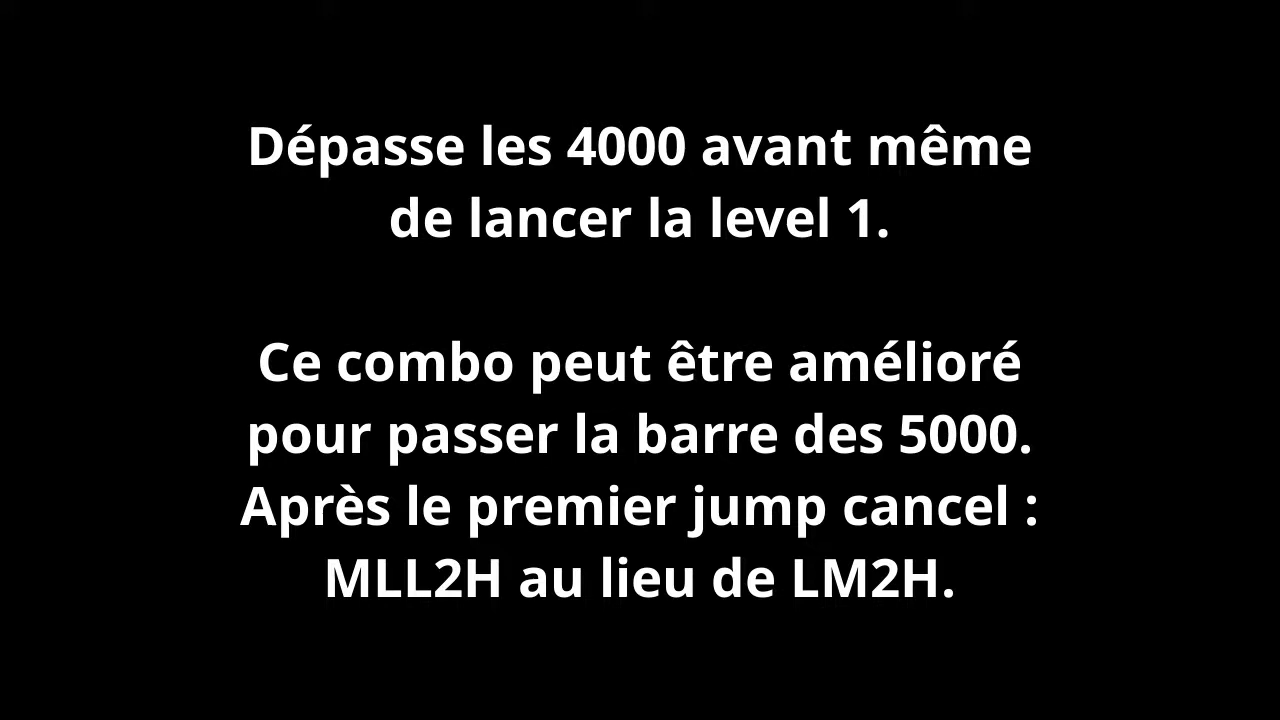 Dépasse les 4000 avant même
de lancer la level 1.
Ce combo peut être amélioré
pour passer la barre des 5000.
Après le premier jump cancel :
MLL2H au lieu de LM2H.